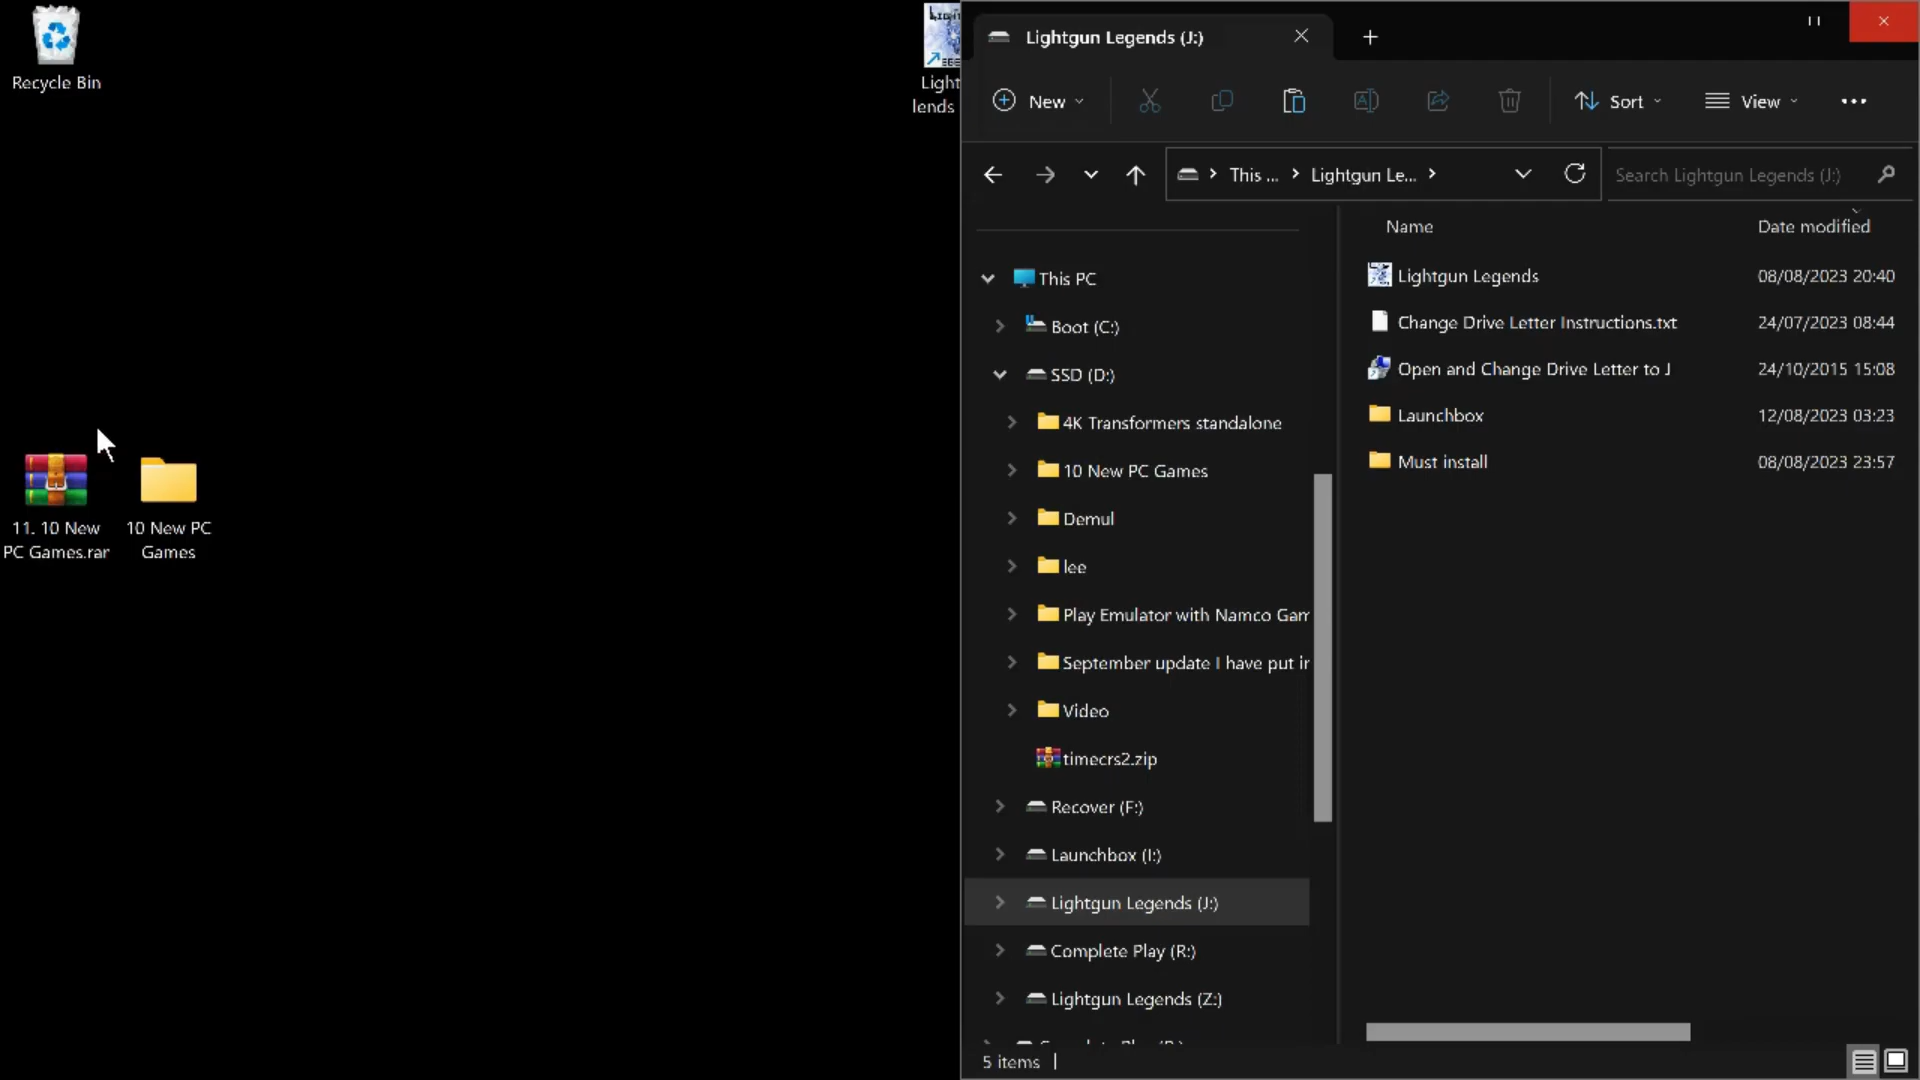 Recycle Bin
Light
lends
11. 10 New
PC Games.rar
10 New PC
Games
Lightgun Legends (J:)
New
Sort
View
This ...
Lightgun Le...
Search Lightgun Legends (J:)
This PC
Boot (C:)
SSD (D:)
4K Transformers standalone
10 New PC Games
Demul
lee
Play Emulator with Namco Gam
September update I have put ir
Video
timecrs2.zip
Recover (F:)
Launchbox (I:)
Lightgun Legends (J:)
Complete Play (R:)
Lightgun Legends (Z:)
Name
Date modified
Lightgun Legends
08/08/2023 20:40
Change Drive Letter Instructions.txt
24/07/2023 08:44
Open and Change Drive Letter to J
24/10/2015 15:08
Launchbox
12/08/2023 03:23
Must install
08/08/2023 23:57
5 items